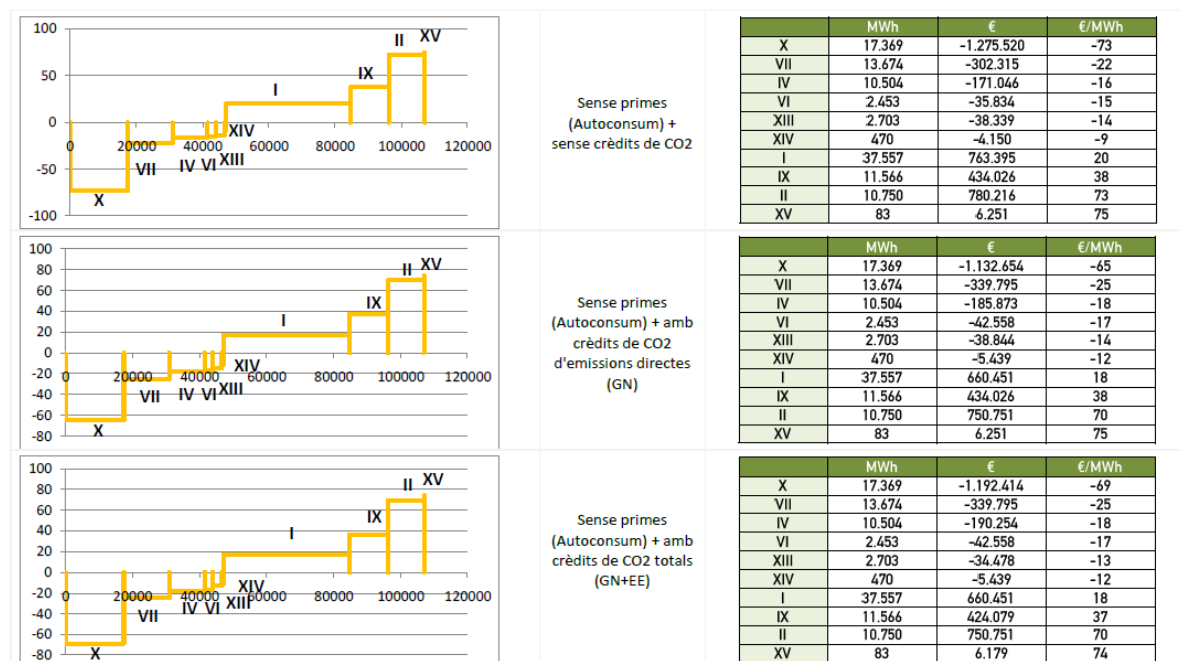 100
50
0
-50
-100
0 20000 40000 60000 80000 100000 120000
X
VII
IV
VI
XIII
XIV
I
IX
II
XV
Sense primes
(Autoconsum) +
sense crèdits de CO2
MWh € €/MWh
X 17.369 -1.275.520 -73
VII 13.674 -302.315 -22
IV 10.504 -171.046 -16
VI 2.453 -35.834 -15
XIII 2.703 -38.339 -14
XIV 470 -4.150 -9
I 37.557 763.395 20
IX 11.566 434.026 38
II 10.750 780.216 73
XV 83 6.251 75
100
80
60
40
20
0
-20
-40
-60
-80
0 20000 40000 60000 80000 100000 120000
X
VII
IV
VI
XIII
XIV
I
IX
II
XV
Sense primes
(Autoconsum) + amb
crèdits de CO2
d'emissions directes
(GN)
MWh € €/MWh
X 17.369 -1.132.654 -65
VII 13.674 -339.795 -25
IV 10.504 -185.873 -18
VI 2.453 -42.558 -17
XIII 2.703 -38.844 -14
XIV 470 -5.439 -12
I 37.557 660.451 18
IX 11.566 434.026 38
II 10.750 750.751 70
XV 83 6.251 75
100
80
60
40
20
0
-20
-40
-60
-80
0 20000 40000 60000 80000 100000 120000
X
VII
IV
VI
XIII
XIV
I
IX
II
XV
Sense primes
(Autoconsum) + amb
crèdits de CO2 totals
(GN+EE)
MWh € €/MWh
X 17.369 -1.192.414 -69
VII 13.674 -339.795 -25
IV 10.504 -190.254 -18
VI 2.453 -42.558 -17
XIII 2.703 -34.478 -13
XIV 470 -5.439 -12
I 37.557 660.451 18
IX 11.566 424.079 37
II 10.750 750.751 70
XV 83 6.179 74